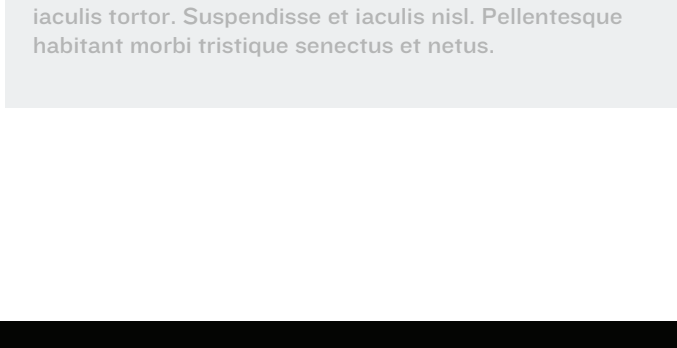 iaculis tortor. Suspendisse et iaculis nisl. Pellentesque
habitant morbi tristique senectus et netus.